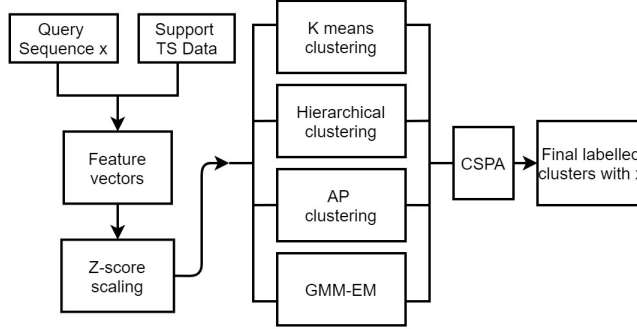 Query
Sequence x
Support
TS Data
Feature
vectors
Z-score
scaling
K means
clustering
Hierarchical
clustering
AP
clustering
GMM-EM
CSPA
Final labelled
clusters with